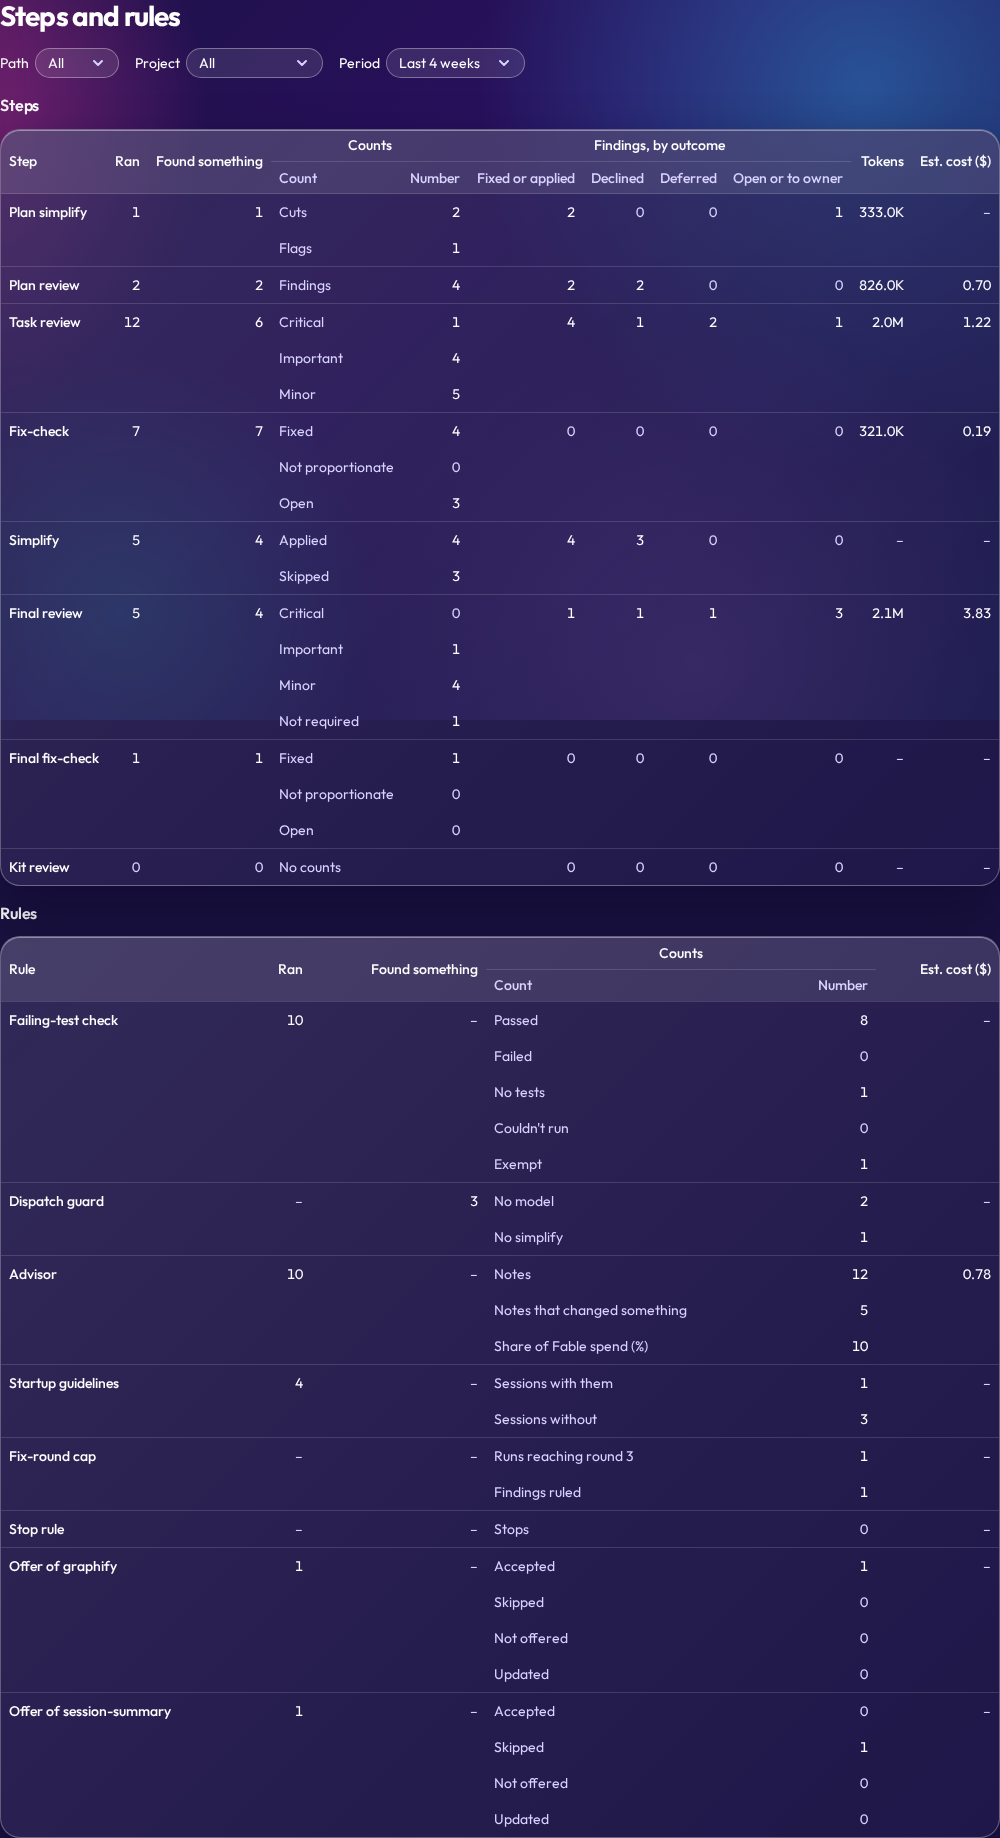 Steps and rules
Path All Project All Period Last 4 weeks
Steps
Counts Findings, by outcome
Step Ran Found something Tokens Est. cost ($)
Count Number Fixed or applied Declined Deferred Open or to owner
Plan simplify 1 1 Cuts 2 2 0 0 1 333.0K –
Flags 1
Plan review 2 2 Findings 4 2 2 0 0 826.0K 0.70
Task review 12 6 Critical 1 4 1 2 1 2.0M 1.22
Important 4
Minor 5
Fix-check 7 7 Fixed 4 0 0 0 0 321.0K 0.19
Not proportionate 0
Open 3
Simplify 5 4 Applied 4 4 3 0 0 – –
Skipped 3
Final review 5 4 Critical 0 1 1 1 3 2.1M 3.83
Important 1
Minor 4
Not required 1
Final fix-check 1 1 Fixed 1 0 0 0 0 – –
Not proportionate 0
Open 0
Kit review 0 0 No counts 0 0 0 0 – –
Rules
Counts
Rule Ran Found something Est. cost ($)
Count Number
Failing-test check 10 – Passed 8 –
Failed 0
No tests 1
Couldn't run 0
Exempt 1
Dispatch guard – 3 No model 2
No simplify 1
Advisor 10 – Notes 12 0.78
Notes that changed something 5
Share of Fable spend (%) 10
Startup guidelines 4 – Sessions with them 1 –
Sessions without 3
Fix-round cap – – Runs reaching round 3 1 –
Findings ruled 1
Stop rule – – Stops 0 –
Offer of graphify 1 – Accepted 1 –
Skipped 0
Not offered 0
Updated 0
Offer of session-summary 1 – Accepted 0 –
Skipped 1
Not offered 0
Updated 0